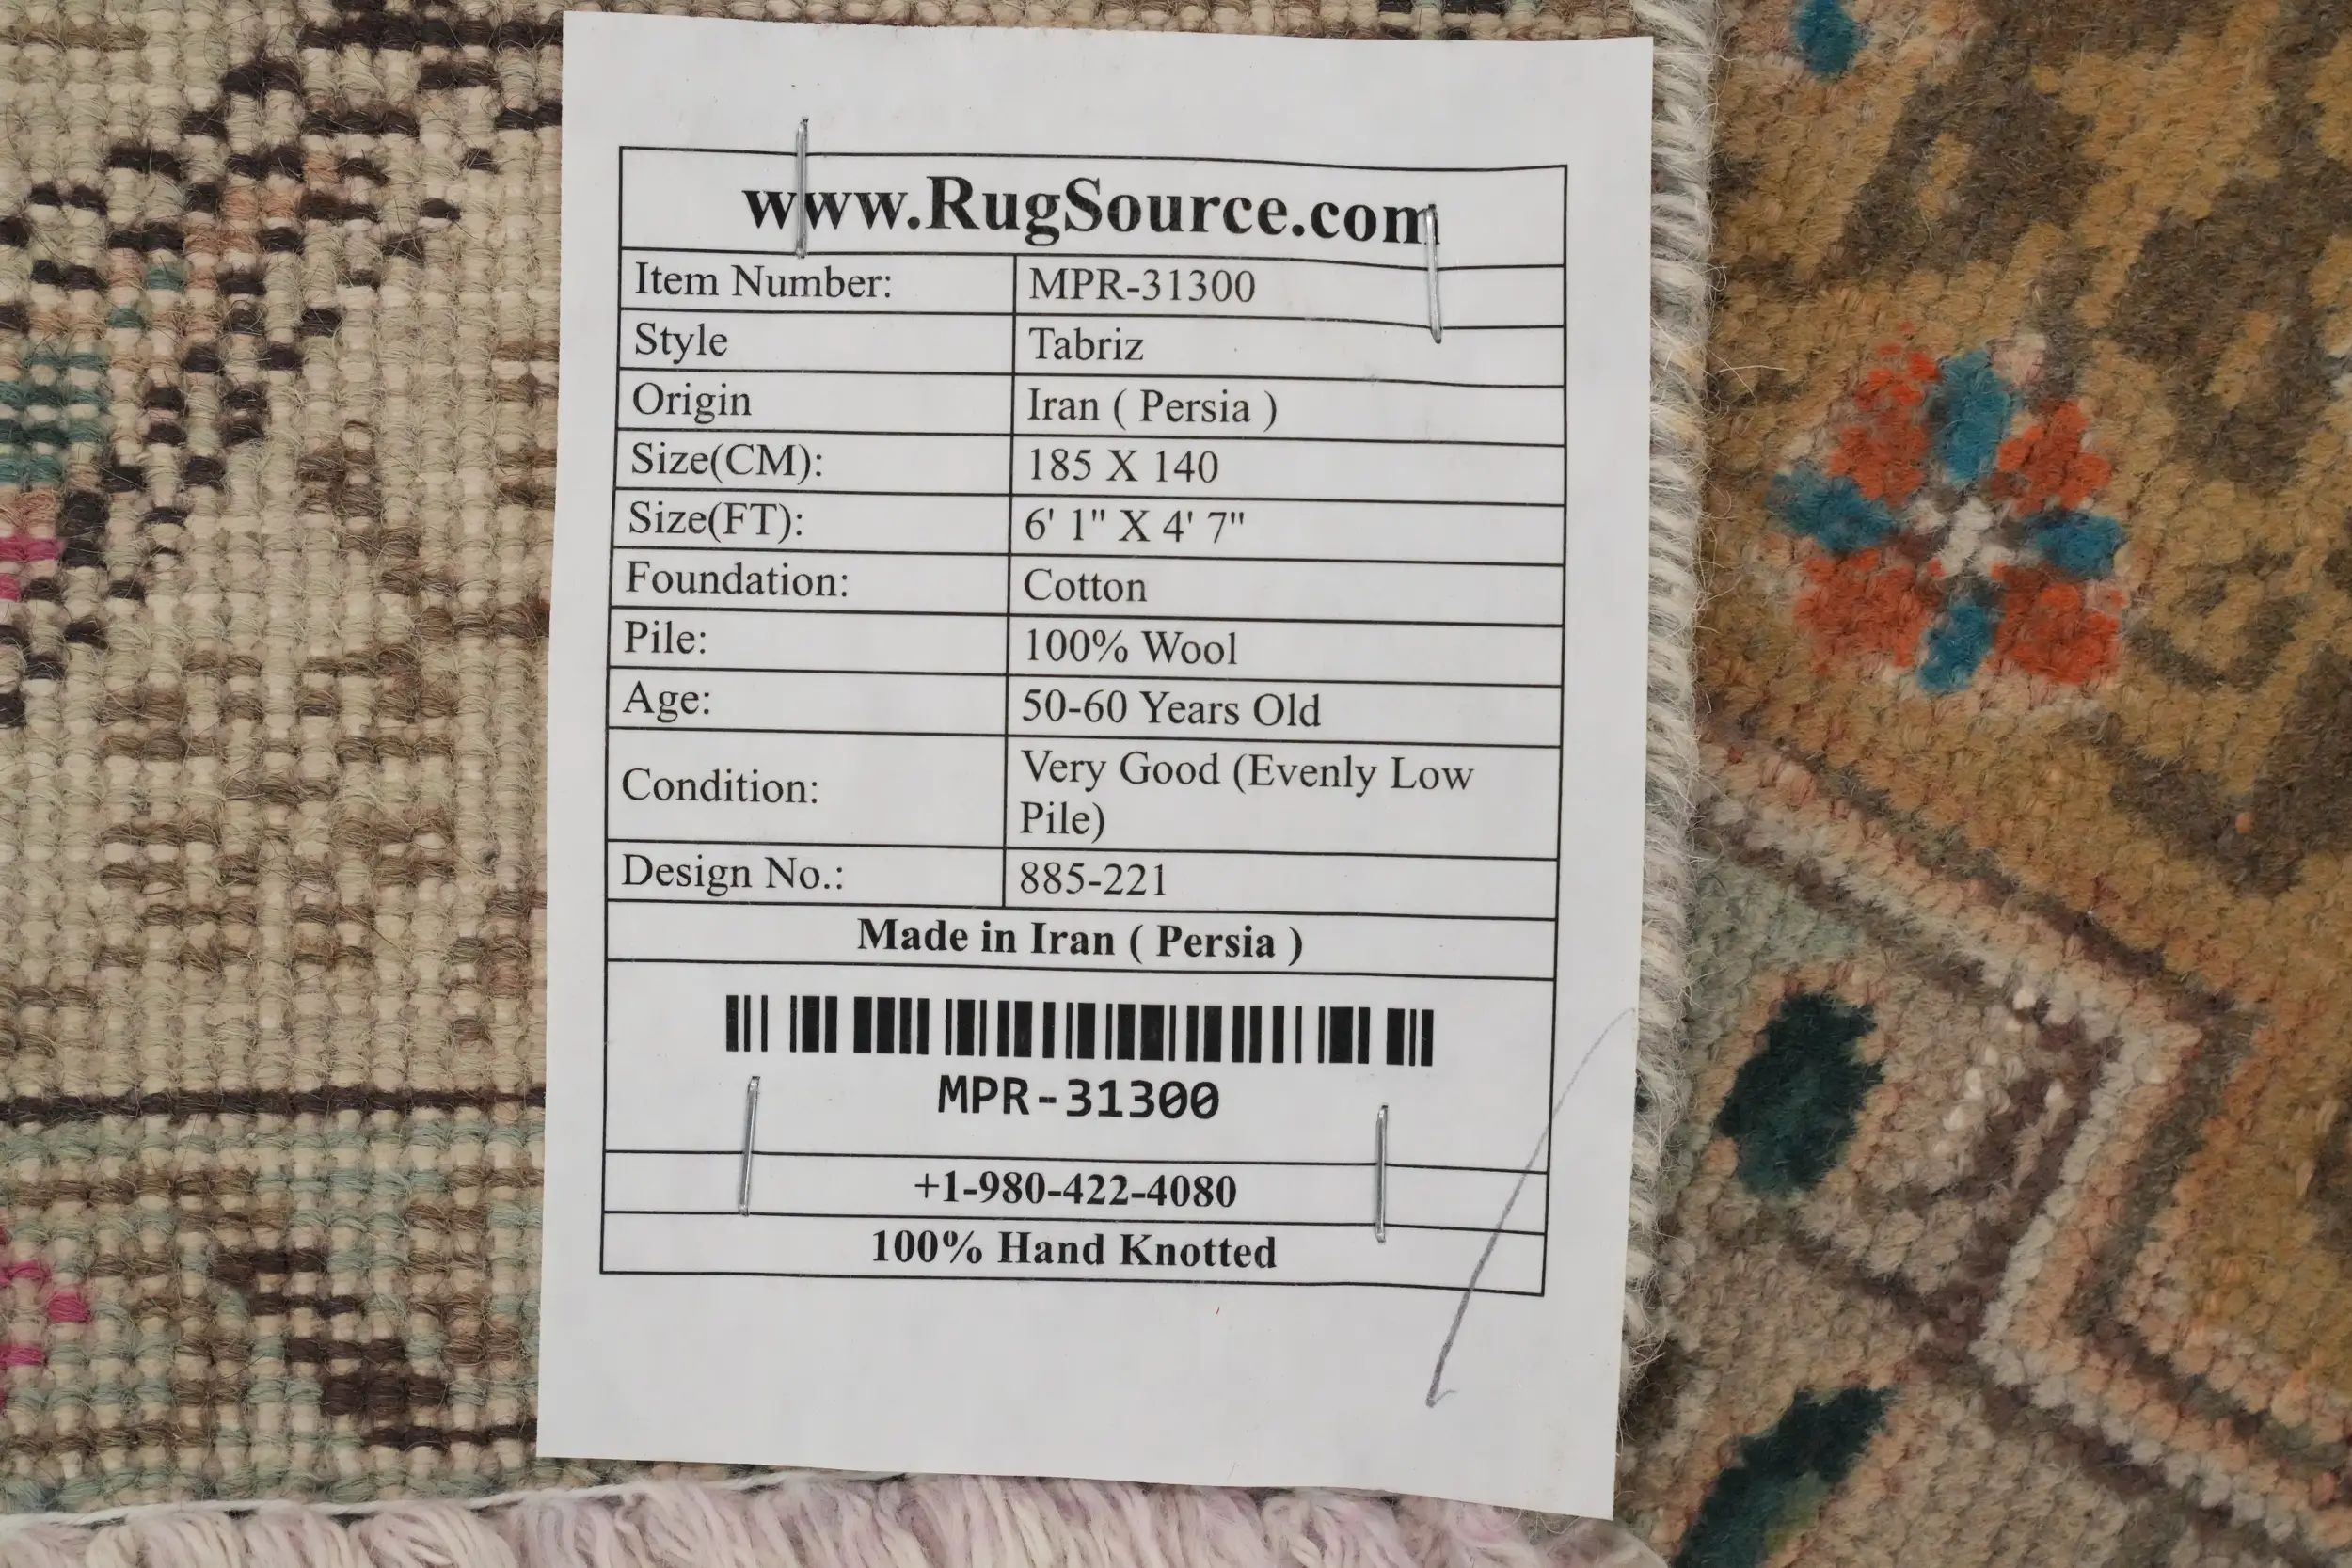 www.RugSource.com
Item Number: MPR-31300
Style Tabriz
Origin Iran ( Persia )
Size(CM): 185 X 140
Size(FT): 6' 1" X 4' 7"
Foundation: Cotton
Pile: 100% Wool
Age: 50-60 Years Old
Condition: Very Good (Evenly Low
Pile)
Design No.: 885-221
Made in Iran ( Persia )
MPR-31300
+1-980-422-4080
100% Hand Knotted